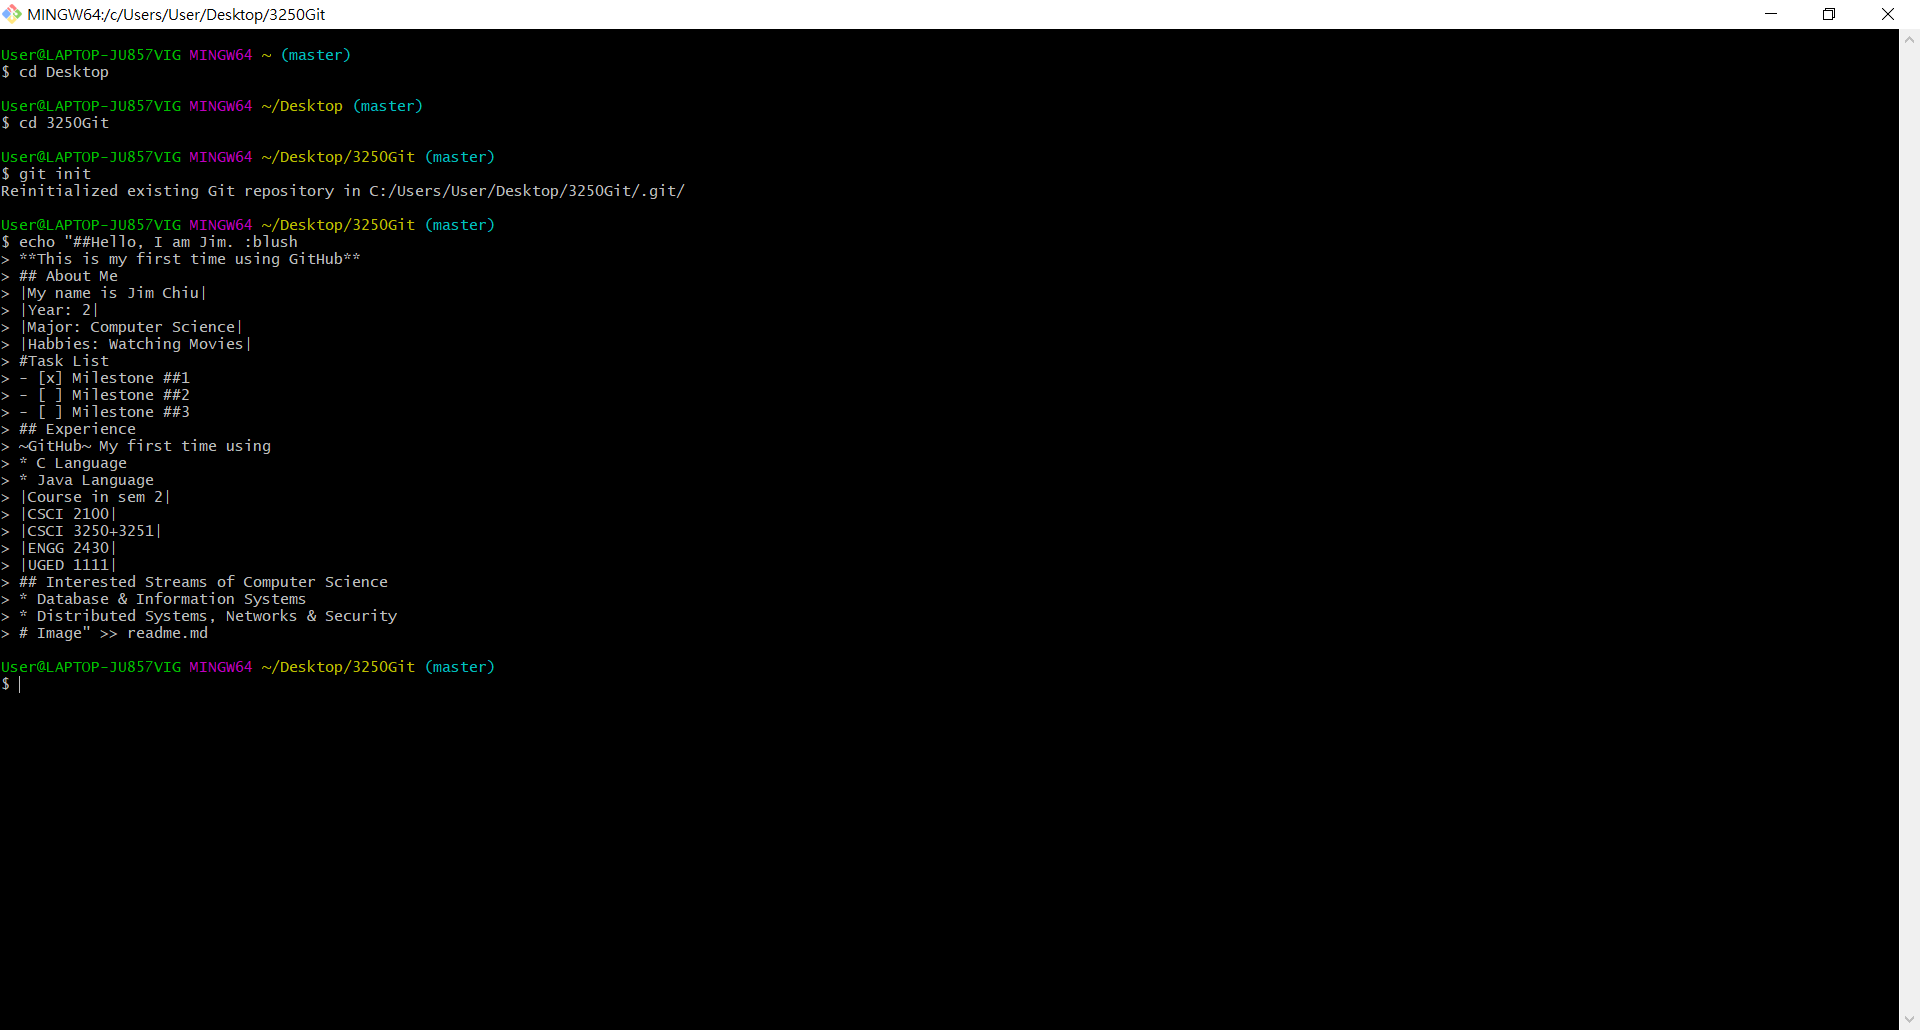 MINGW64:/c/Users/User/Desktop/3250Git
User@LAPTOP-JU857VIG MINGW64 ~ (master)
$ cd Desktop
User@LAPTOP-JU857VIG MINGW64 ~/Desktop (master)
$ cd 3250Git
User@LAPTOP-JU857VIG MINGW64 ~/Desktop/3250Git (master)
$ git init
Reinitialized existing Git repository in C:/Users/User/Desktop/3250Git/.git/
User@LAPTOP-JU857VIG MINGW64 ~/Desktop/3250Git (master)
$ echo "##Hello, I am Jim. :blush
> **This is my first time using GitHub**
> ## About Me
> |My name is Jim Chiu|
> |Year: 2|
> |Major: Computer Science|
> |Habbies: Watching Movies|
> #Task List
> - [x] Milestone ##1
> - [ ] Milestone ##2
> - [ ] Milestone ##3
> ## Experience
> ~GitHub~ My first time using
> * C Language
> * Java Language
> |Course in sem 2|
> |CSCI 2100|
> |CSCI 3250+3251|
> |ENGG 2430|
> |UGED 1111|
> ## Interested Streams of Computer Science
> * Database & Information Systems
> * Distributed Systems, Networks & Security
> # Image" >> readme.md
User@LAPTOP-JU857VIG MINGW64 ~/Desktop/3250Git (master)
$